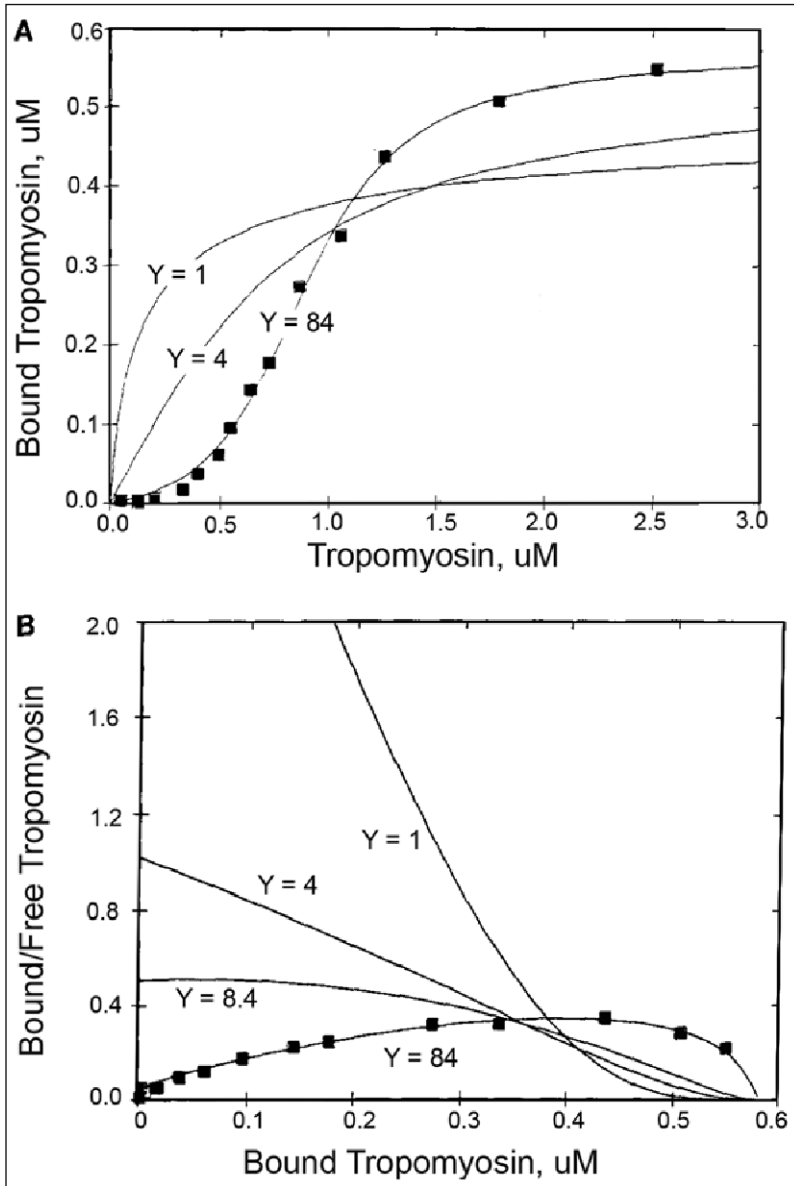 A
0.6
0.5
0.4
0.3
0.2
0.1
0.0
Bound Tropomyosin, uM
Y = 1
Y = 4
Y = 84
0.0 0.5 1.0 1.5 2.0 2.5 3.0
Tropomyosin, uM
B
2.0
1.6
1.2
0.8
0.4
0.0
Bound/Free Tropomyosin
Y = 1
Y = 4
Y = 8.4
Y = 84
0 0.1 0.2 0.3 0.4 0.5 0.6
Bound Tropomyosin, uM